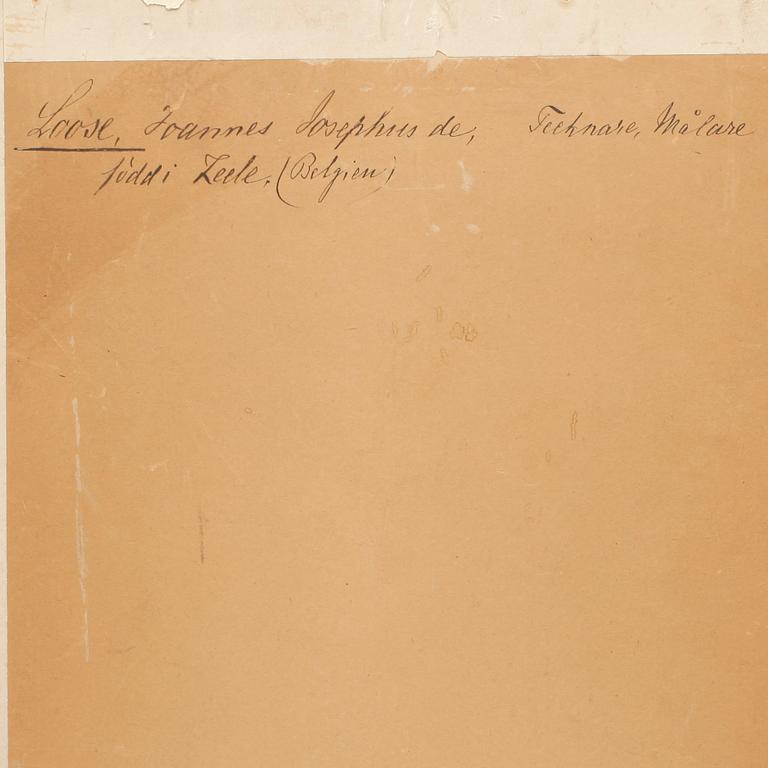 Loose, Joannes Josephus de, Tecknare, Målare
född i Zeele. (Belgien)